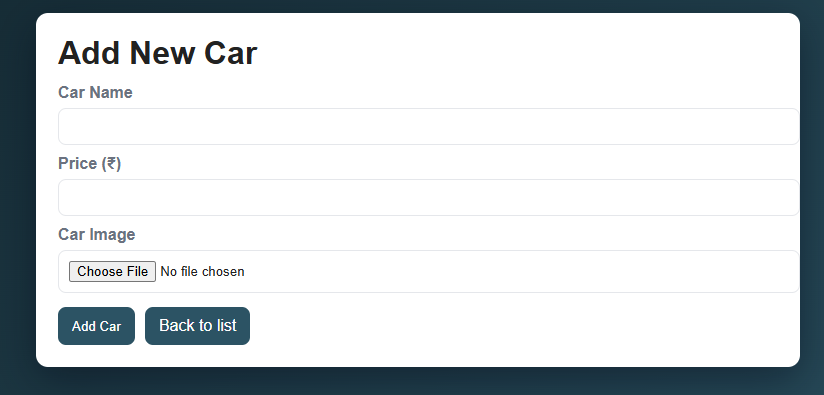 Add New Car
Car Name
Price (₹)
Car Image
Choose File No file chosen
Add Car Back to list